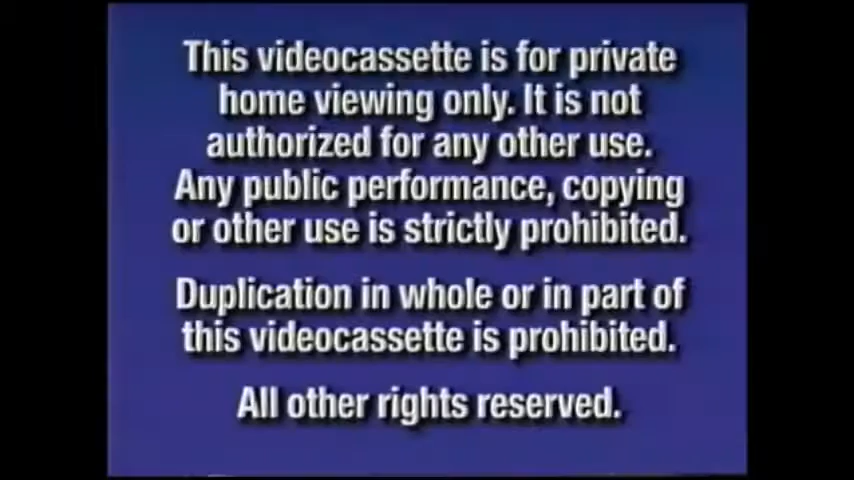 This videocassette is for private
home viewing only. It is not
authorized for any other use.
Any public performance, copying
or other use is strictly prohibited.
Duplication in whole or in part of
this videocassette is prohibited.
All other rights reserved.